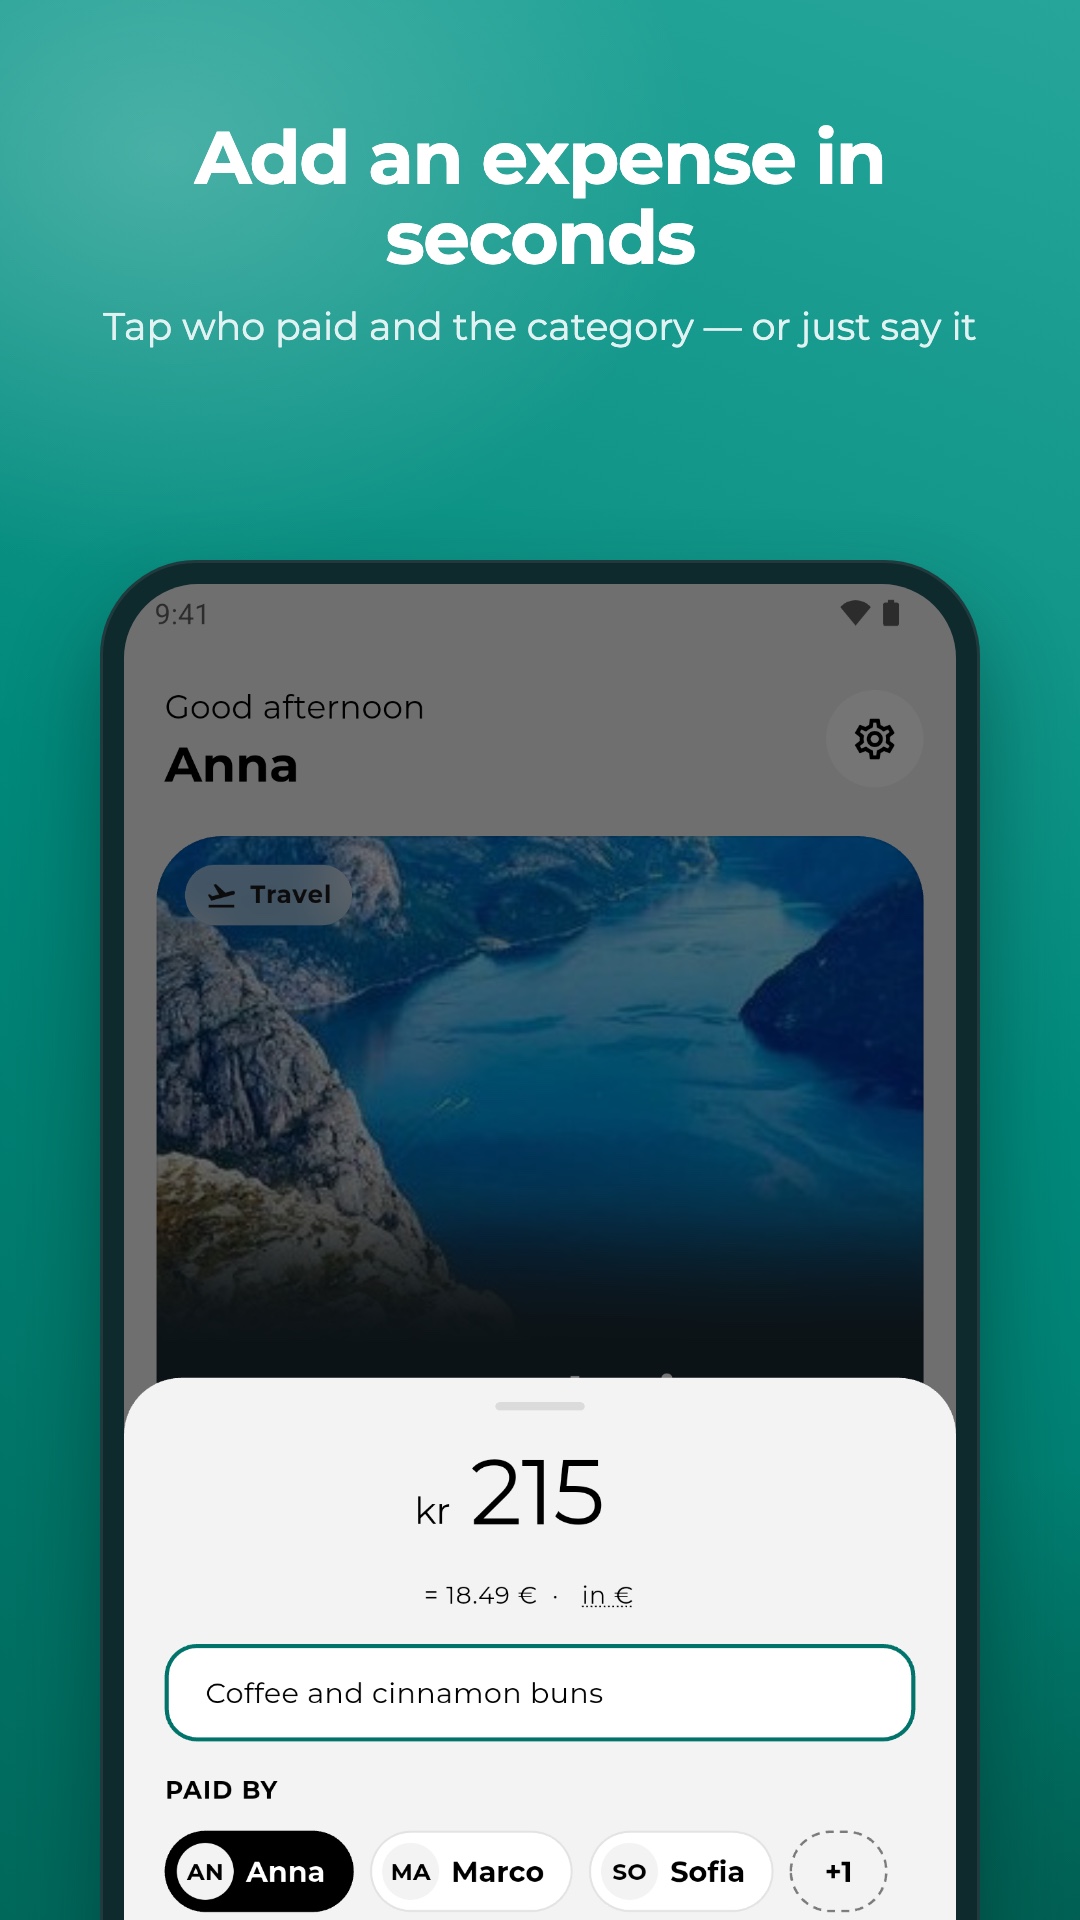 Add an expense in
seconds
Tap who paid and the category — or just say it
9:41
Good afternoon
Anna
Travel
kr 215
= 18.49 € · in €
Coffee and cinnamon buns
PAID BY
AN Anna
MA Marco
SO Sofia
+1